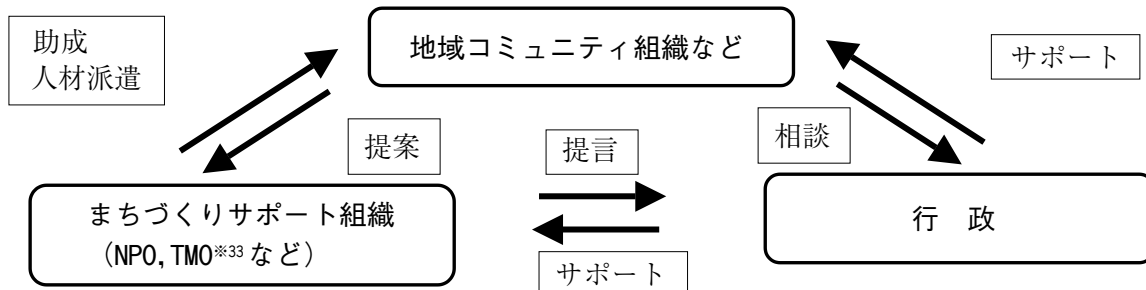 助成
人材派遣
地域コミュニティ組織など
サポート
提案
提言
相談
まちづくりサポート組織
（NPO,TMO※33など）
行　政
サポート